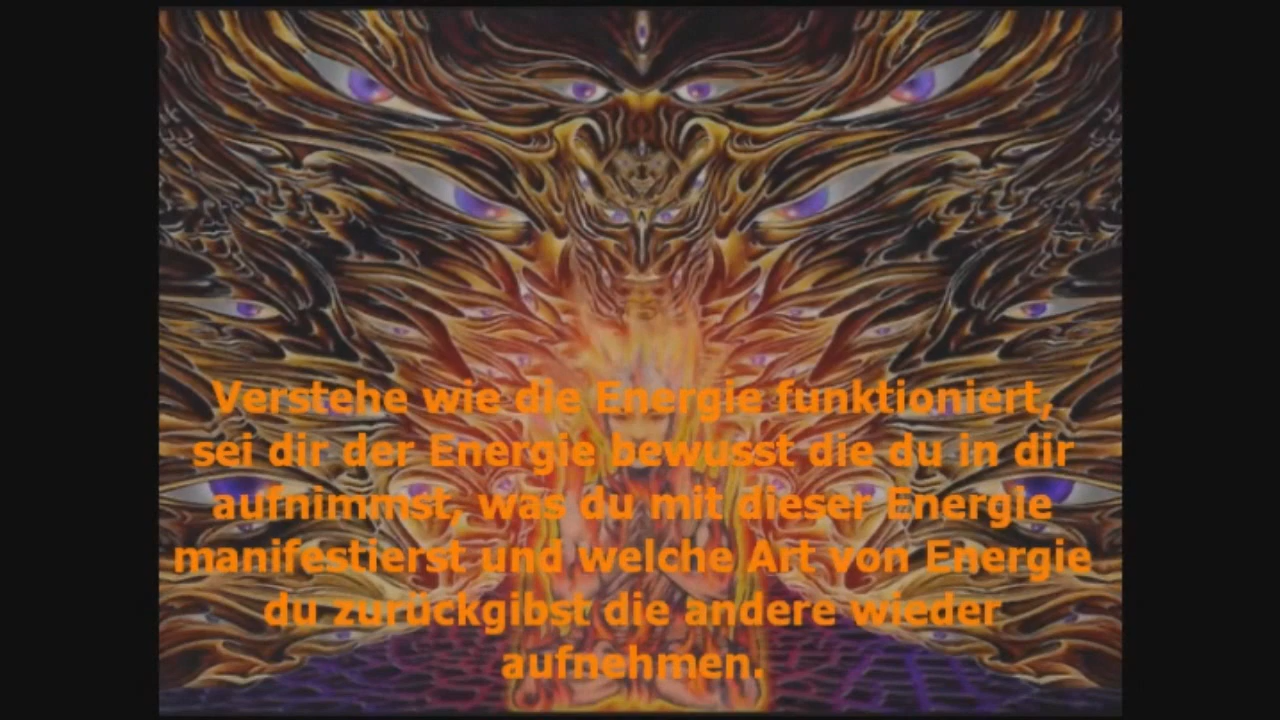 Verstehe wie die Energie funktioniert,
sei dir der Energie bewusst die du in dir
aufnimmst, was du mit dieser Energie
manifestierst und welche Art von Energie
du zurückgibst die andere wieder
aufnehmen.